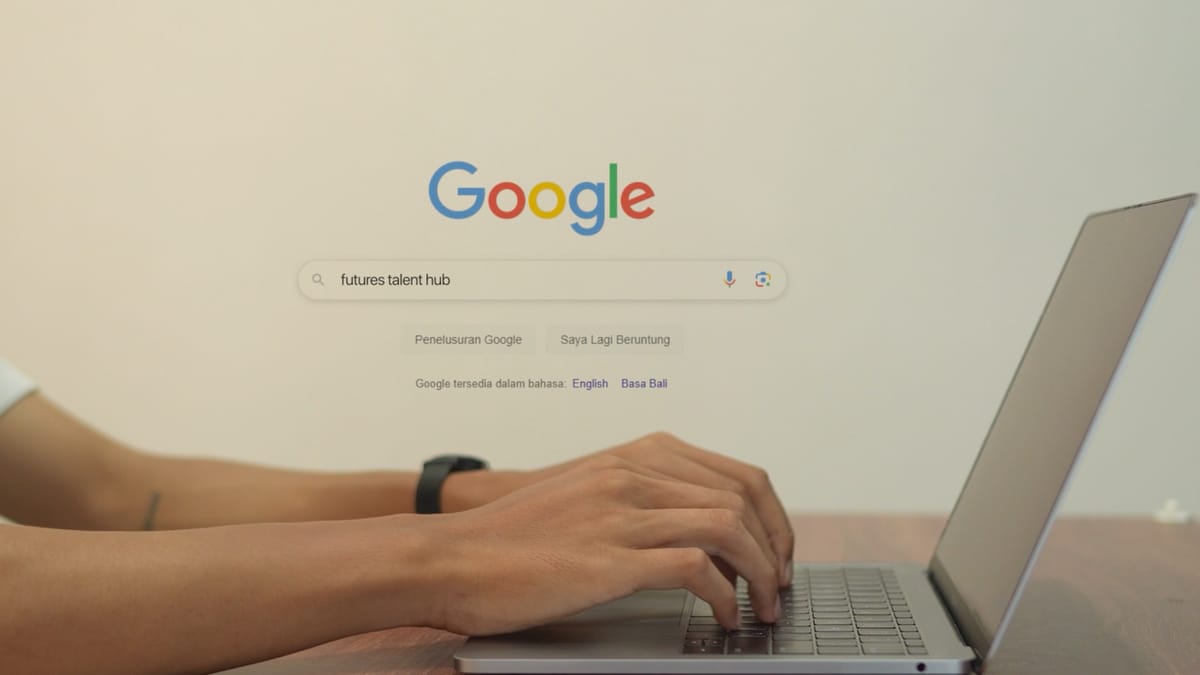 Google
futures talent hub
Penelusuran Google Saya Lagi Beruntung
Google tersedia dalam bahasa: English Basa Bali